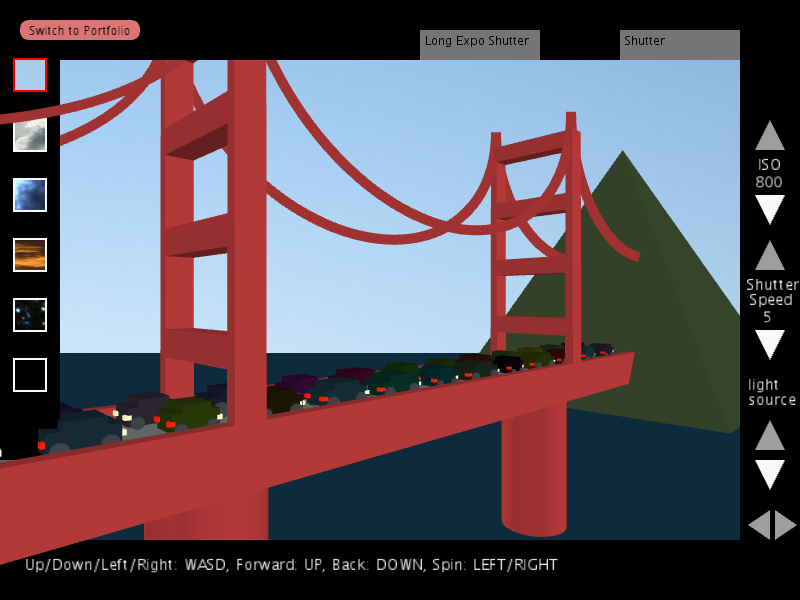 Switch to Portfolio
Long Expo Shutter
Shutter
ISO
800
Shutter
Speed
5
light
source
Up/Down/Left/Right: WASD, Forward: UP, Back: DOWN, Spin: LEFT/RIGHT